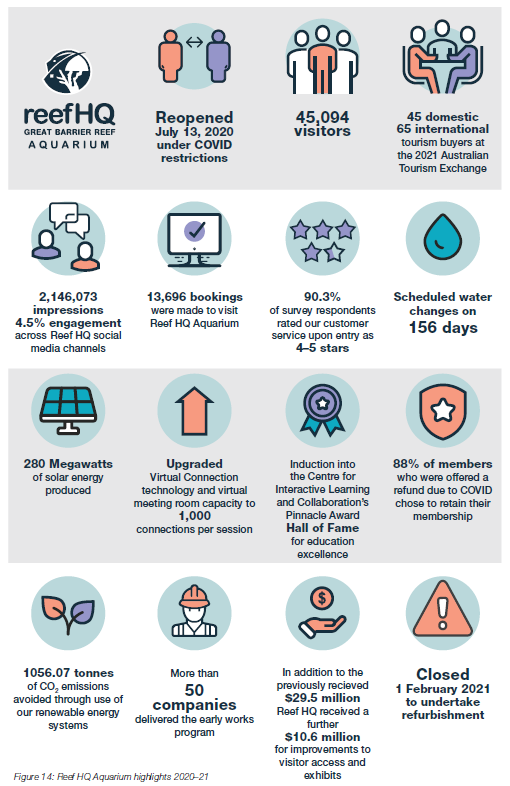 reefHQ
GREAT BARRIER REEF
AQUARIUM
Reopened
July 13, 2020
under COVID
restrictions
45,094
visitors
45 domestic
65 international
tourism buyers at
the 2021 Australian
Tourism Exchange
2,146,073
impressions
4.5% engagement
across Reef HQ social
media channels
13,696 bookings
were made to visit
Reef HQ Aquarium
90.3%
of survey respondents
rated our customer
service upon entry as
4–5 stars
Scheduled water
changes on
156 days
280 Megawatts
of solar energy
produced
Upgraded
Virtual Connection
technology and virtual
meeting room capacity to
1,000
connections per session
Induction into
the Centre for
Interactive Learning
and Collaboration's
Pinnacle Award
Hall of Fame
for education
excellence
88% of members
who were offered a
refund due to COVID
chose to retain their
membership
1056.07 tonnes
of CO₂ emissions
avoided through use of
our renewable energy
systems
More than
50
companies
delivered the early works
program
$
In addition to the
previously recieved
$29.5 million
Reef HQ received a
further
$10.6 million
for improvements to
visitor access and
exhibits
!
Closed
1 February 2021
to undertake
refurbishment
Figure 14: Reef HQ Aquarium highlights 2020–21